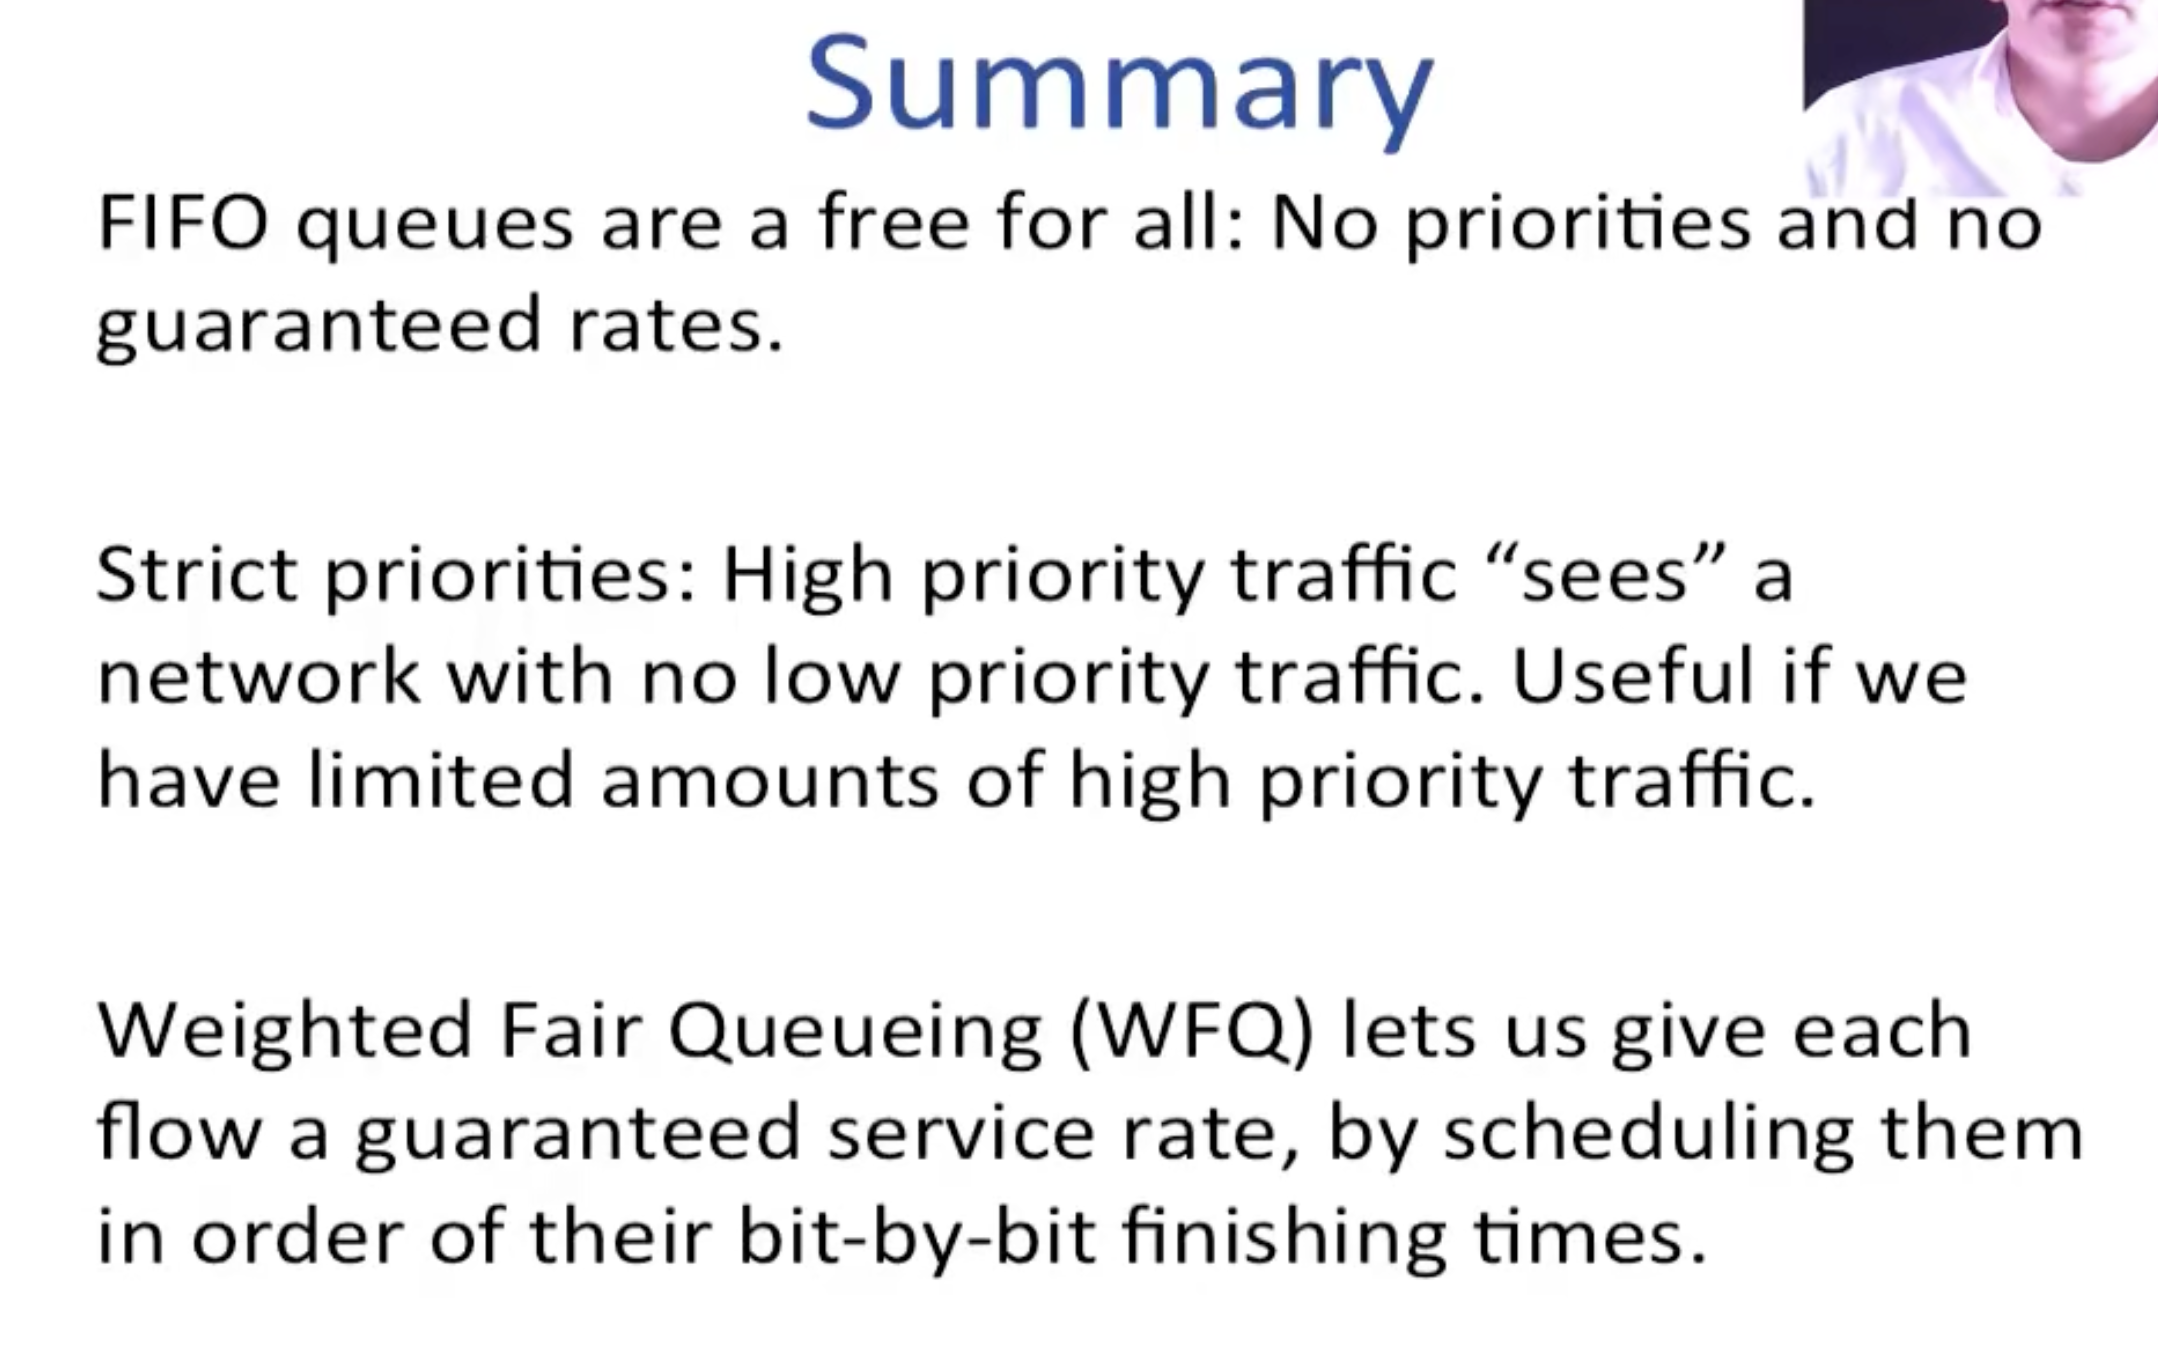 Summary
FIFO queues are a free for all: No priorities and no
guaranteed rates.
Strict priorities: High priority traffic “sees” a
network with no low priority traffic. Useful if we
have limited amounts of high priority traffic.
Weighted Fair Queueing (WFQ) lets us give each
flow a guaranteed service rate, by scheduling them
in order of their bit-by-bit finishing times.